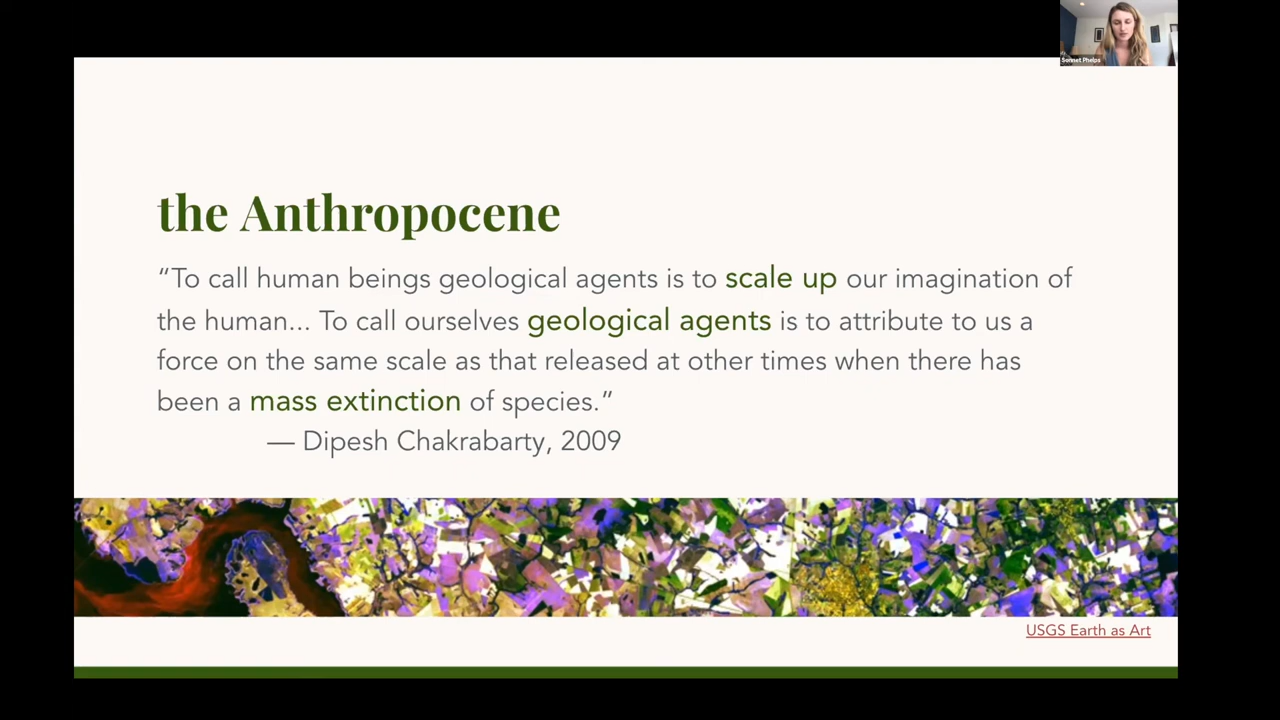 Sonnet Phelps
the Anthropocene
“To call human beings geological agents is to scale up our imagination of
the human... To call ourselves geological agents is to attribute to us a
force on the same scale as that released at other times when there has
been a mass extinction of species.”
— Dipesh Chakrabarty, 2009
USGS Earth as Art